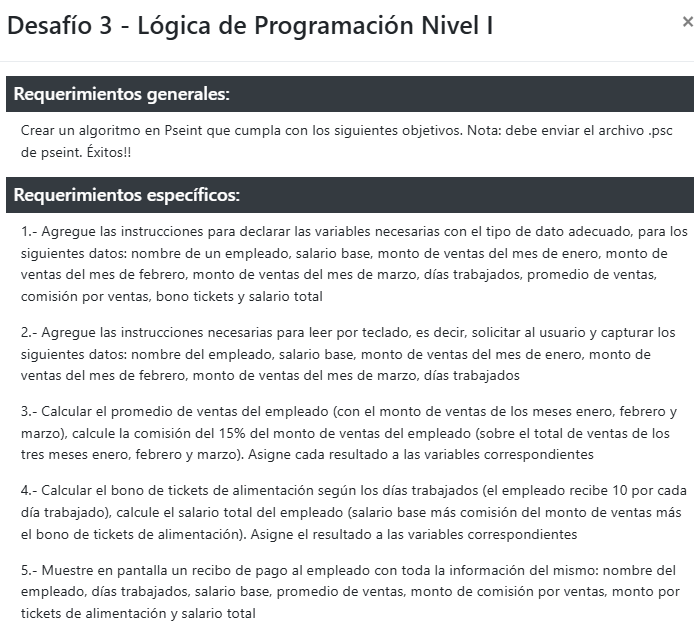 Desafío 3 - Lógica de Programación Nivel I
×
Requerimientos generales:
Crear un algoritmo en Pseint que cumpla con los siguientes objetivos. Nota: debe enviar el archivo .psc
de pseint. Éxitos!!
Requerimientos específicos:
1.- Agregue las instrucciones para declarar las variables necesarias con el tipo de dato adecuado, para los
siguientes datos: nombre de un empleado, salario base, monto de ventas del mes de enero, monto de
ventas del mes de febrero, monto de ventas del mes de marzo, días trabajados, promedio de ventas,
comisión por ventas, bono tickets y salario total
2.- Agregue las instrucciones necesarias para leer por teclado, es decir, solicitar al usuario y capturar los
siguientes datos: nombre del empleado, salario base, monto de ventas del mes de enero, monto de
ventas del mes de febrero, monto de ventas del mes de marzo, días trabajados
3.- Calcular el promedio de ventas del empleado (con el monto de ventas de los meses enero, febrero y
marzo), calcule la comisión del 15% del monto de ventas del empleado (sobre el total de ventas de los
tres meses enero, febrero y marzo). Asigne cada resultado a las variables correspondientes
4.- Calcular el bono de tickets de alimentación según los días trabajados (el empleado recibe 10 por cada
día trabajado), calcule el salario total del empleado (salario base más comisión del monto de ventas más
el bono de tickets de alimentación). Asigne el resultado a las variables correspondientes
5.- Muestre en pantalla un recibo de pago al empleado con toda la información del mismo: nombre del
empleado, días trabajados, salario base, promedio de ventas, monto de comisión por ventas, monto por
tickets de alimentación y salario total